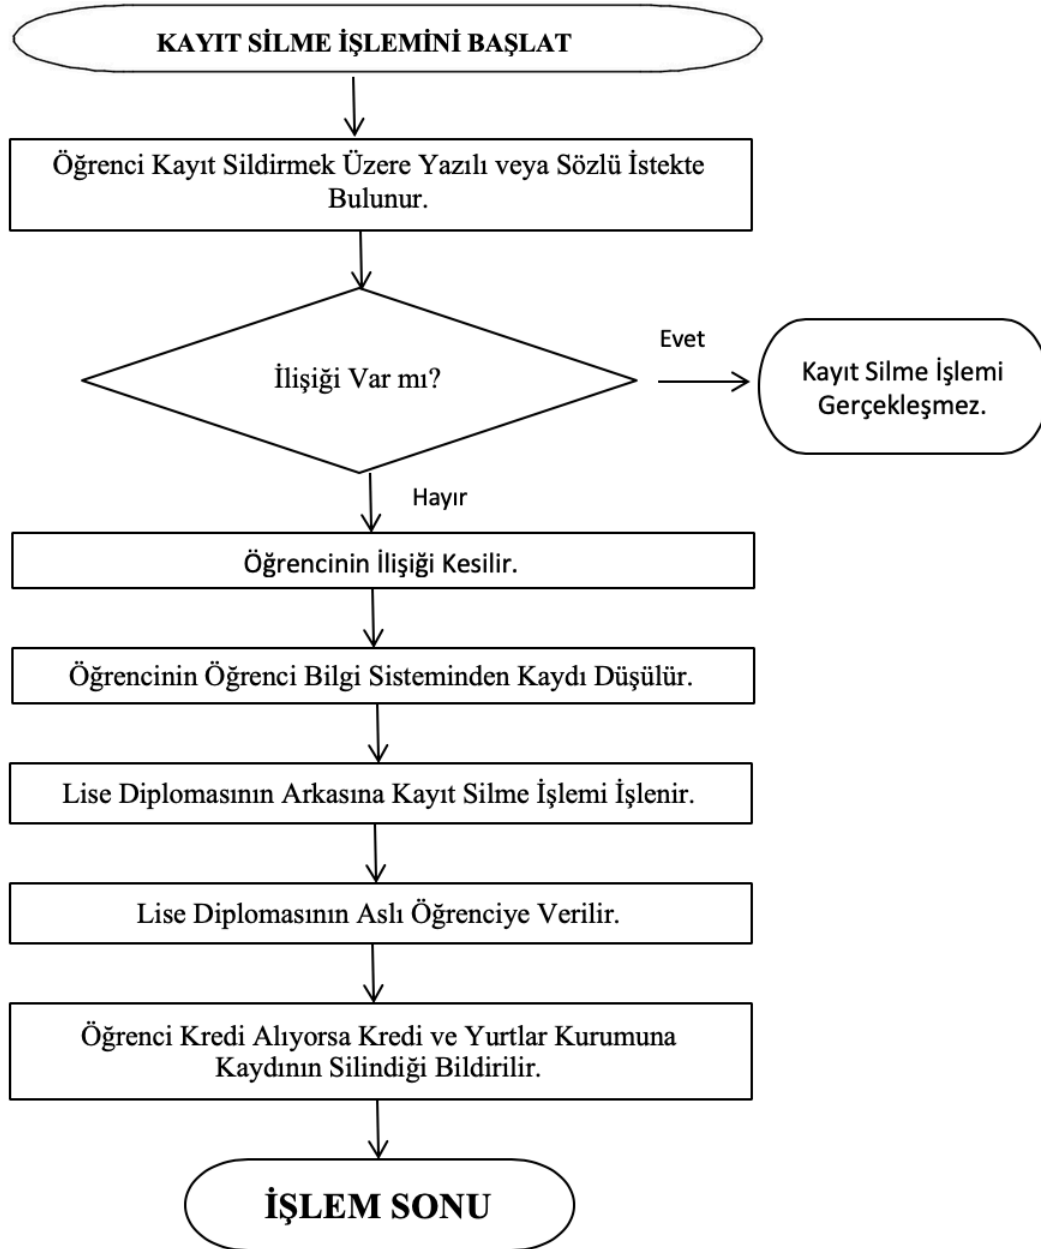 KAYIT SİLME İŞLEMİNİ BAŞLAT
Öğrenci Kayıt Sildirmek Üzere Yazılı veya Sözlü İstekte
Bulunur.
İlişiği Var mı?
Evet
Kayıt Silme İşlemi
Gerçekleşmez.
Hayır
Öğrencinin İlişiği Kesilir.
Öğrencinin Öğrenci Bilgi Sisteminden Kaydı Düşülür.
Lise Diplomasının Arkasına Kayıt Silme İşlemi İşlenir.
Lise Diplomasının Aslı Öğrenciye Verilir.
Öğrenci Kredi Alıyorsa Kredi ve Yurtlar Kurumuna
Kaydının Silindiği Bildirilir.
İŞLEM SONU